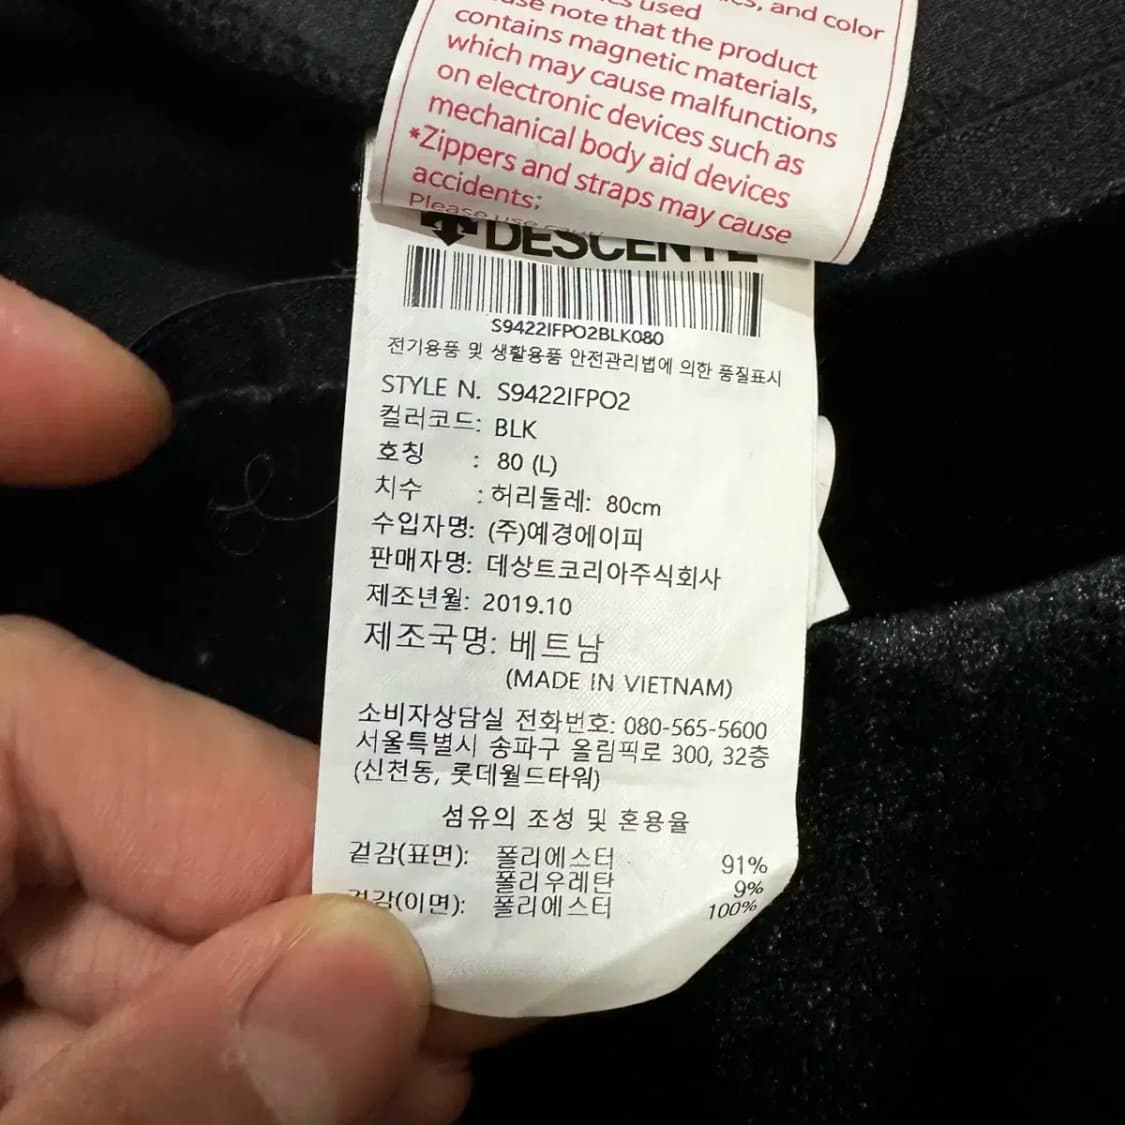 and color
used
note that the product
contains magnetic materials,
which may cause malfunctions
on electronic devices such as
mechanical body aid devices
*Zippers and straps may cause
accidents;
Please use
DESCENTE
S9422IFPO2BLK080
전기용품 및 생활용품 안전관리법에 의한 품질표시
STYLE N. S9422IFPO2
컬러코드: BLK
호칭 : 80 (L)
치수 : 허리둘레: 80cm
수입자명: (주)예경에이피
판매자명: 데상트코리아주식회사
제조년월: 2019.10
제조국명: 베트남
(MADE IN VIETNAM)
소비자상담실 전화번호: 080-565-5600
서울특별시 송파구 올림픽로 300, 32층
(신천동, 롯데월드타워)
섬유의 조성 및 혼용율
겉감(표면): 폴리에스터 91%
폴리우레탄 9%
겉감(이면): 폴리에스터 100%